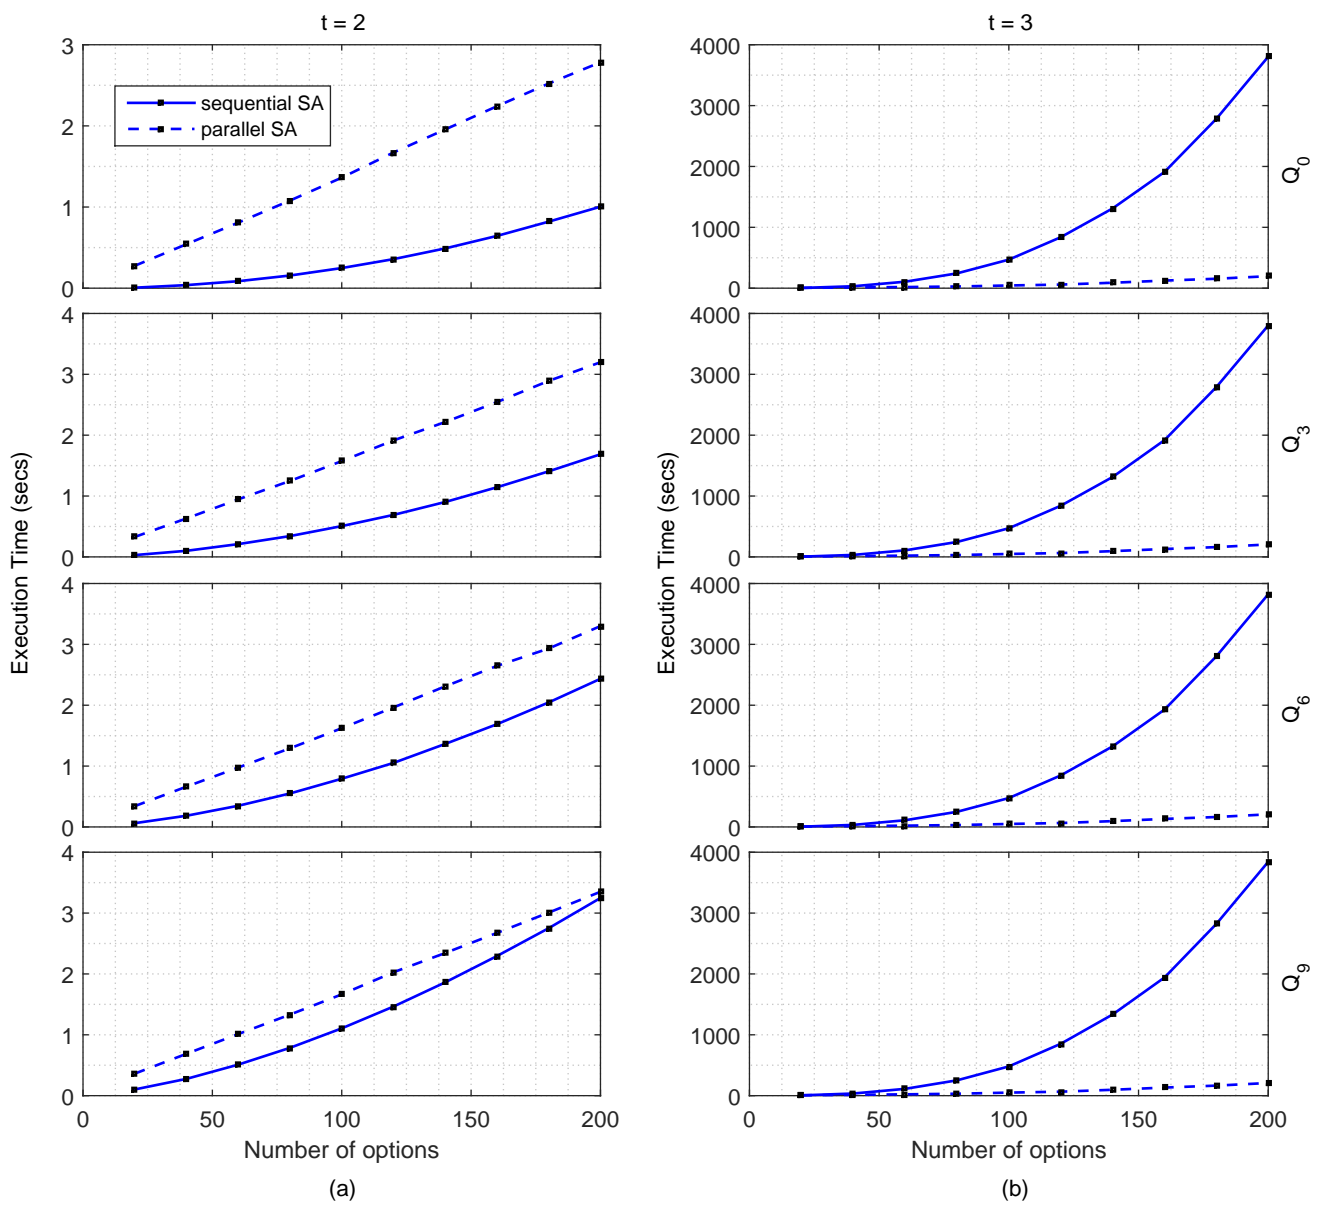 t = 2
t = 3
3
2
1
0
sequential SA
parallel SA
4000
3000
2000
1000
0
Q0
4
3
2
1
0
4000
3000
2000
1000
0
Q3
Execution Time (secs)
Execution Time (secs)
4
3
2
1
0
4000
3000
2000
1000
0
Q6
4
3
2
1
0
4000
3000
2000
1000
0
Q9
0 50 100 150 200
0 50 100 150 200
Number of options
Number of options
(a)
(b)